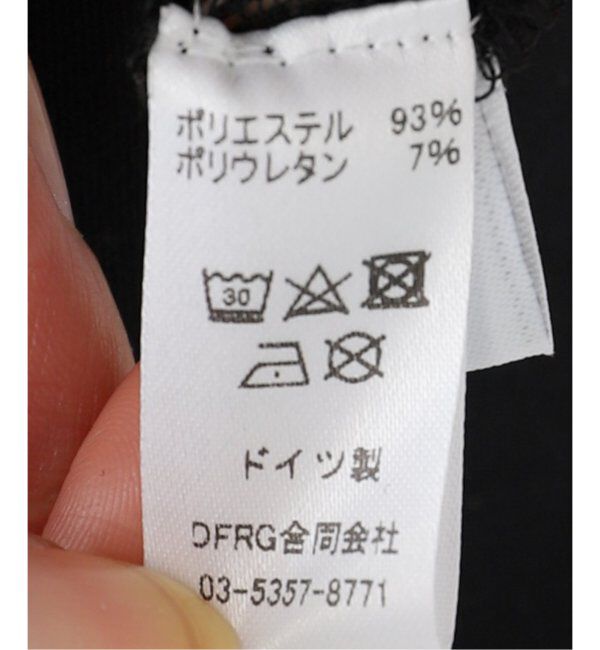 ポリエステル 93%
ポリウレタン 7%
30
ドイツ製
DFRG合同会社
03-5357-8771